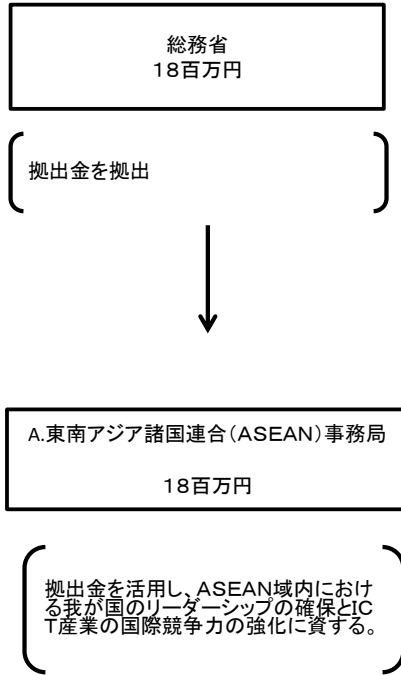 総務省
18百万円
拠出金を拠出
A.東南アジア諸国連合(ASEAN)事務局
18百万円
拠出金を活用し、ASEAN域内におけ
る我が国のリーダーシップの確保とIC
T産業の国際競争力の強化に資する。